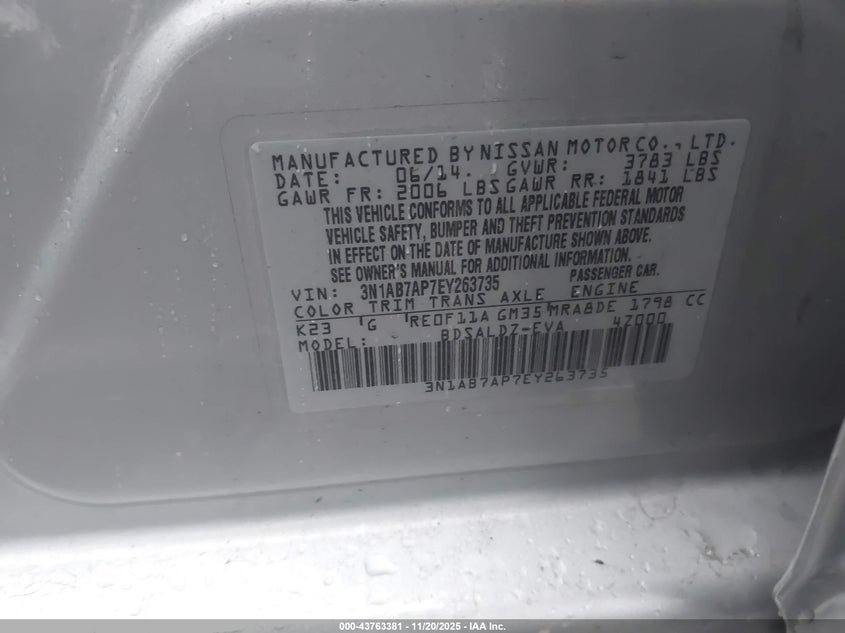 MANUFACTURED BY NISSAN MOTOR CO., LTD.
DATE: 06/14. GVWR: 3783 LBS
GAWR FR: 2006 LBS GAWR RR: 1841 LBS
THIS VEHICLE CONFORMS TO ALL APPLICABLE FEDERAL MOTOR
VEHICLE SAFETY, BUMPER AND THEFT PREVENTION STANDARDS
IN EFFECT ON THE DATE OF MANUFACTURE SHOWN ABOVE.
SEE OWNER'S MANUAL FOR ADDITIONAL INFORMATION
PASSENGER CAR.
VIN: 3N1AB7AP7EY263735
COLOR TRIM TRANS AXLE ENGINE
K23 G RE0F11A GM35 MRA8DE 1798 CC
MODEL: BDSALDZ-EVA 47000
3N1AB7AP7EY263735
000-43763381 - 11/20/2025 - IAA Inc.